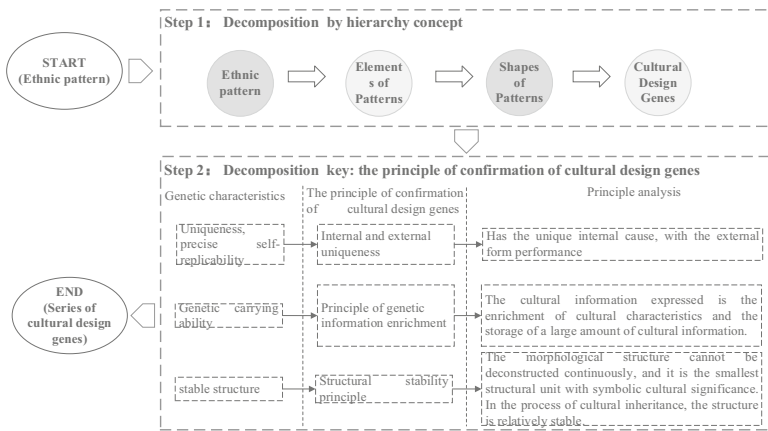 Step 1： Decomposition by hierarchy concept
START
(Ethnic pattern)
Ethnic
pattern
Element
s of
Patterns
Shapes
of
Patterns
Cultural
Design
Genes
Step 2： Decomposition key: the principle of confirmation of cultural design genes
Genetic characteristics
The principle of confirmation
of cultural design genes
Principle analysis
Uniqueness,
precise self-
replicability
Internal and external
uniqueness
Has the unique internal cause, with the external
form performance
END
(Series of
cultural design
genes)
Genetic carrying
ability
Principle of genetic
information enrichment
The cultural information expressed is the
enrichment of cultural characteristics and the
storage of a large amount of cultural information.
stable structure
Structural stability
principle
The morphological structure cannot be
deconstructed continuously, and it is the smallest
structural unit with symbolic cultural significance.
In the process of cultural inheritance, the structure
is relatively stable.